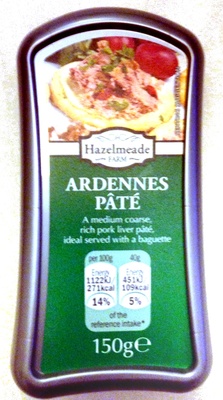 Hazelmeade
FARM
ARDENNES
PÂTÉ
A medium coarse,
rich pork liver pâté,
ideal served with a baguette
per 100g 40g
Energy Energy
1122kJ 451kJ
271kcal 109kcal
14% 5%
of the
reference intake*
150g℮